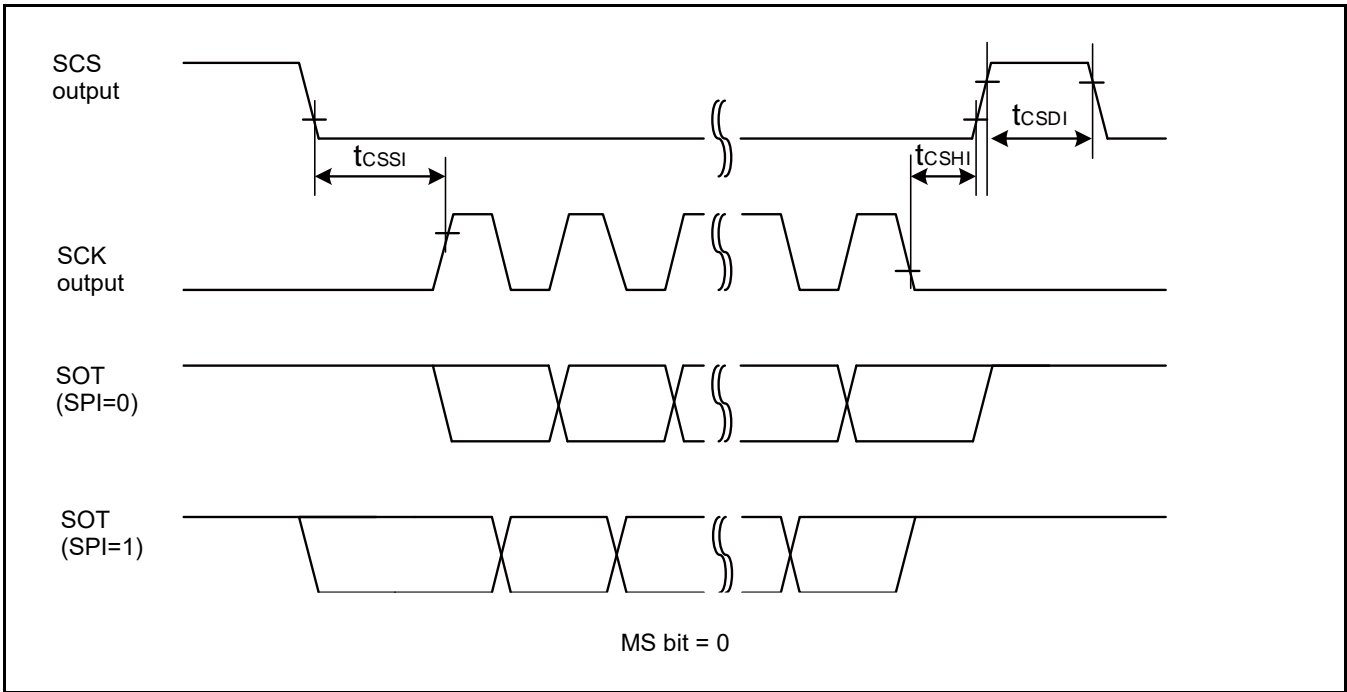 SCS
output
tCSSI
tCSHI
tCSDI
SCK
output
SOT
(SPI=0)
SOT
(SPI=1)
MS bit = 0